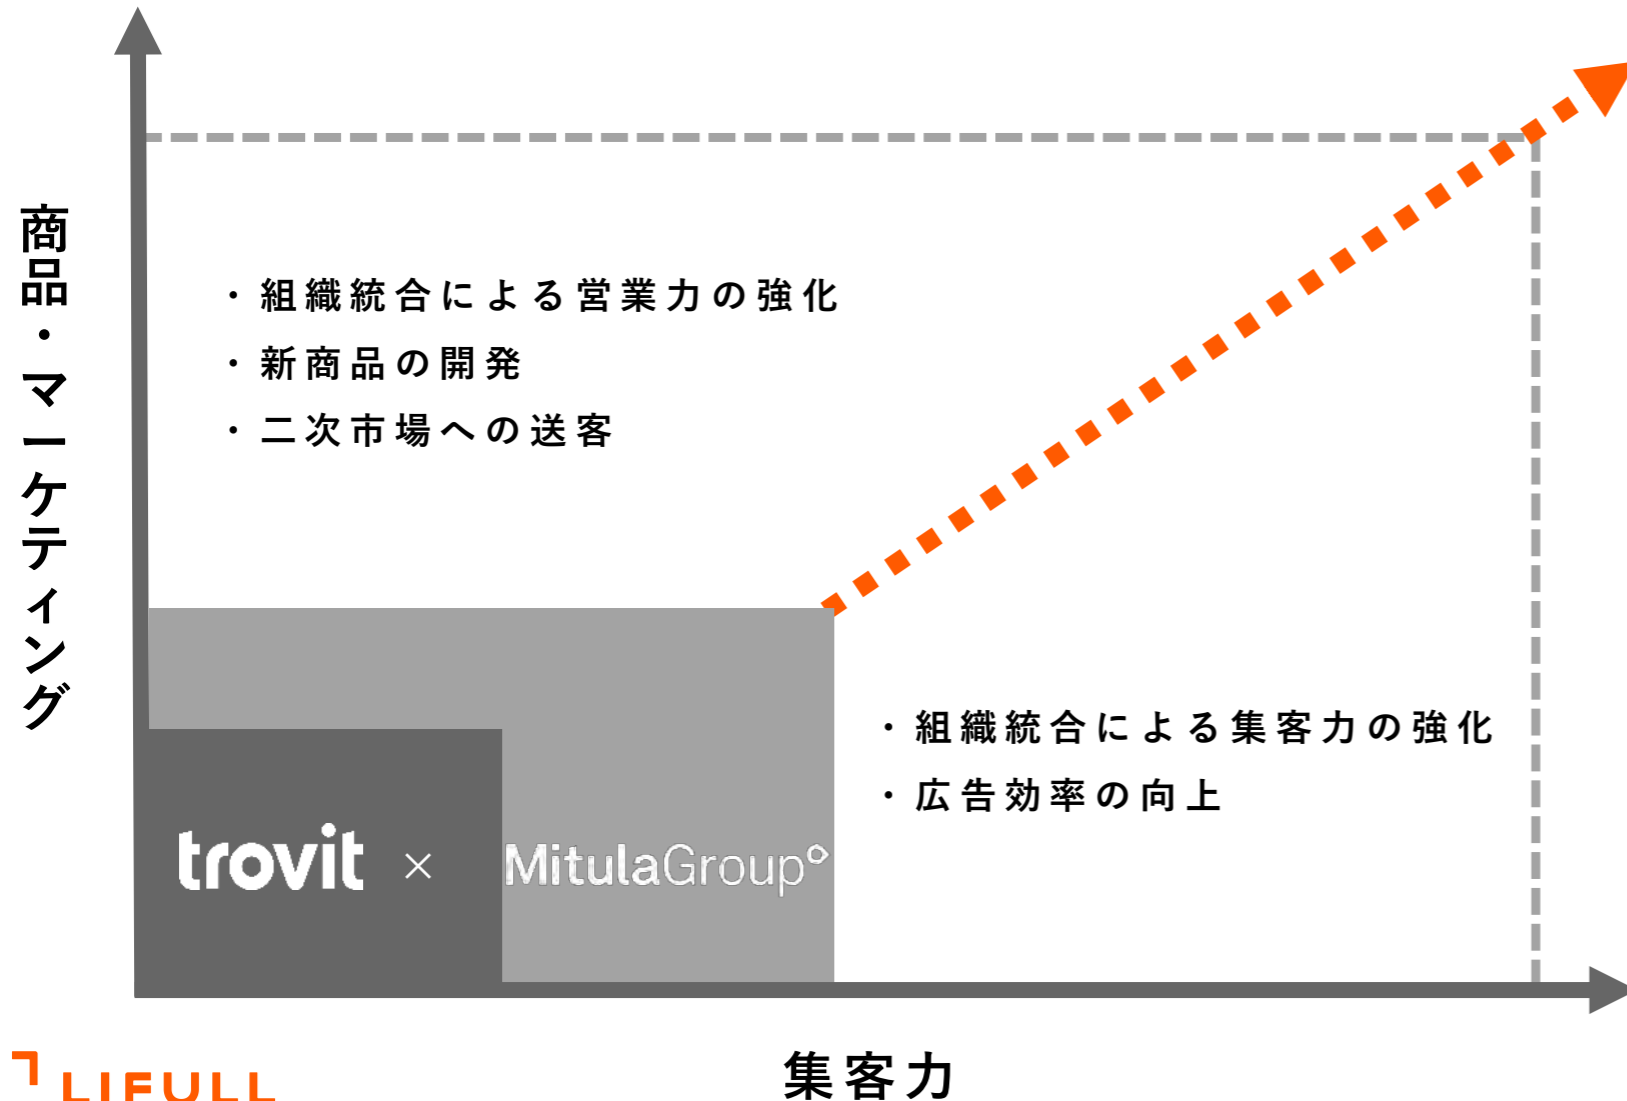 商品・マーケティング
・組織統合による営業力の強化
・新商品の開発
・二次市場への送客
・組織統合による集客力の強化
・広告効率の向上
trovit × MitulaGroup
集客力
LIFULL